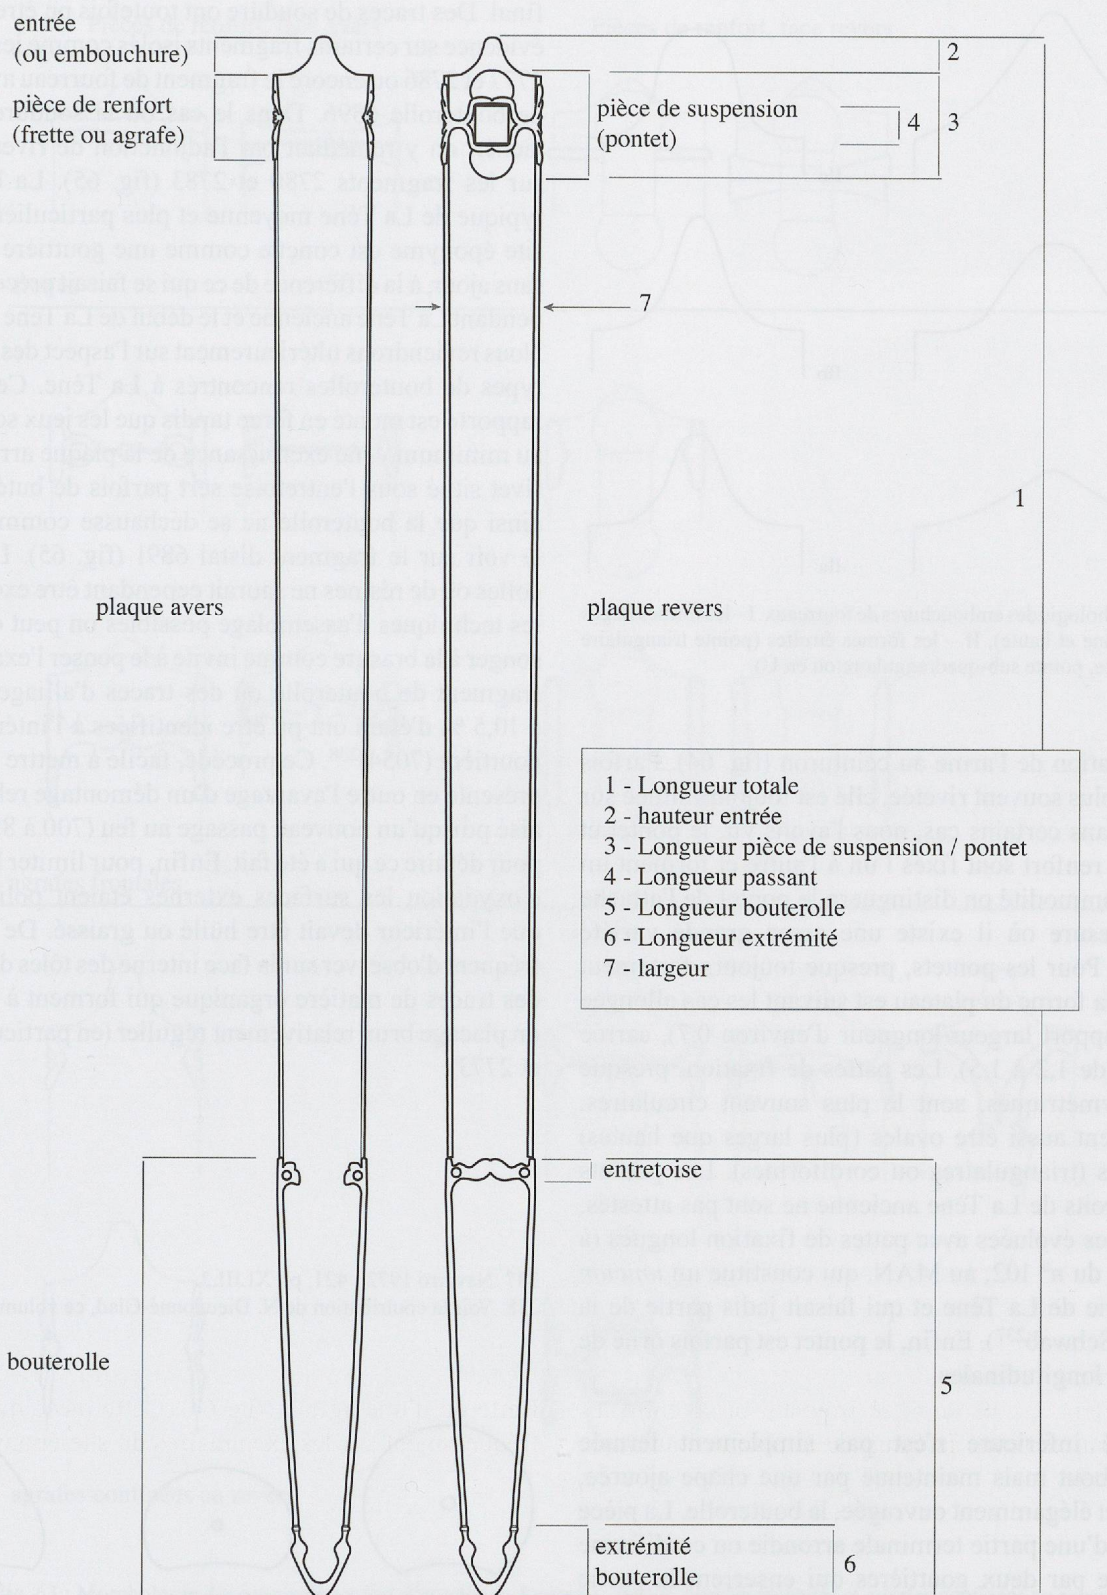 entrée
(ou embouchure)
pièce de renfort
(frette ou agrafe)
2
pièce de suspension
(pontet)
4
3
7
1
plaque avers
plaque revers
1 - Longueur totale
2 - hauteur entrée
3 - Longueur pièce de suspension / pontet
4 - Longueur passant
5 - Longueur bouterolle
6 - Longueur extrémité
7 - largeur
entretoise
bouterolle
5
extrémité
bouterolle
6